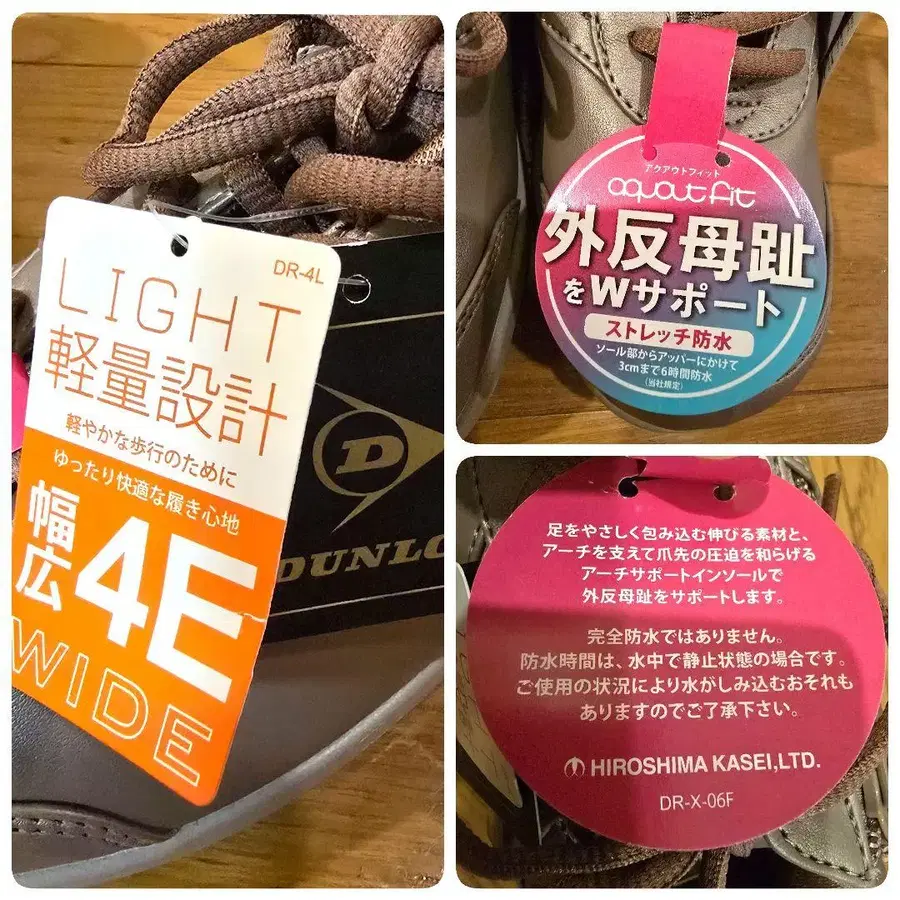 DR-4L
LIGHT
軽量設計
軽やかな歩行のために
ゆったり快適な履き心地
幅広
4E
WIDE
D
DUNLO
アクアウトフィット
aqout fit
外反母趾
をWサポート
ストレッチ防水
ソール部からアッパーにかけて
3cmまで6時間防水
(当社規定)
足をやさしく包み込む伸びる素材と、
アーチを支えて爪先の圧迫を和らげる
アーチサポートインソールで
外反母趾をサポートします。
完全防水ではありません。
防水時間は、水中で静止状態の場合です。
ご使用の状況により水がしみ込むおそれも
ありますのでご了承下さい。
HIROSHIMA KASEI,LTD.
DR-X-06F